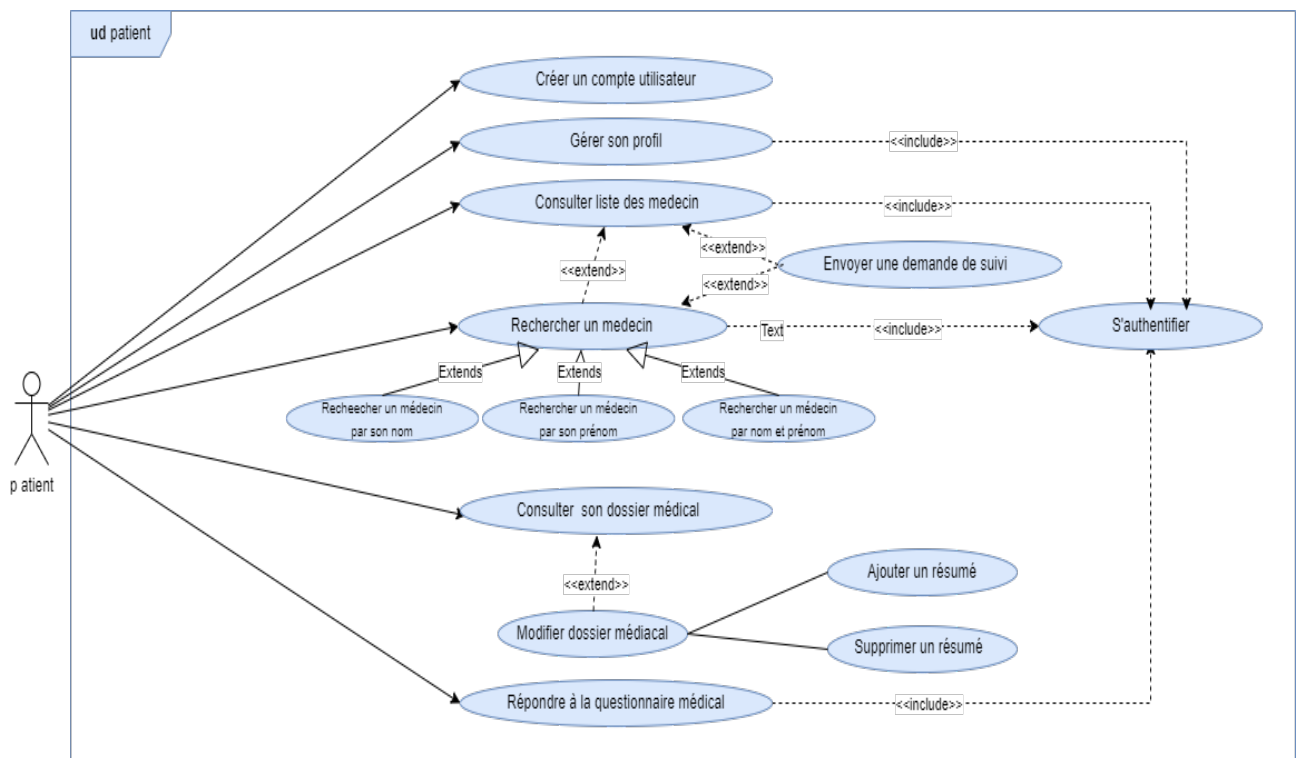 ud patient
Créer un compte utilisateur
Gérer son profil
<<include>>
Consulter liste des medecin
<<include>>
<<extend>>
Envoyer une demande de suivi
<<extend>>
<<extend>>
Rechercher un medecin
Text
<<include>>
S'authentifier
Extends
Extends
Extends
Recheecher un médecin
par son nom
Rechercher un médecin
par son prénom
Rechercher un médecin
par nom et prénom
p atient
Consulter son dossier médical
<<extend>>
Ajouter un résumé
Modifier dossier médiacal
Supprimer un résumé
Répondre à la questionnaire médical
<<include>>